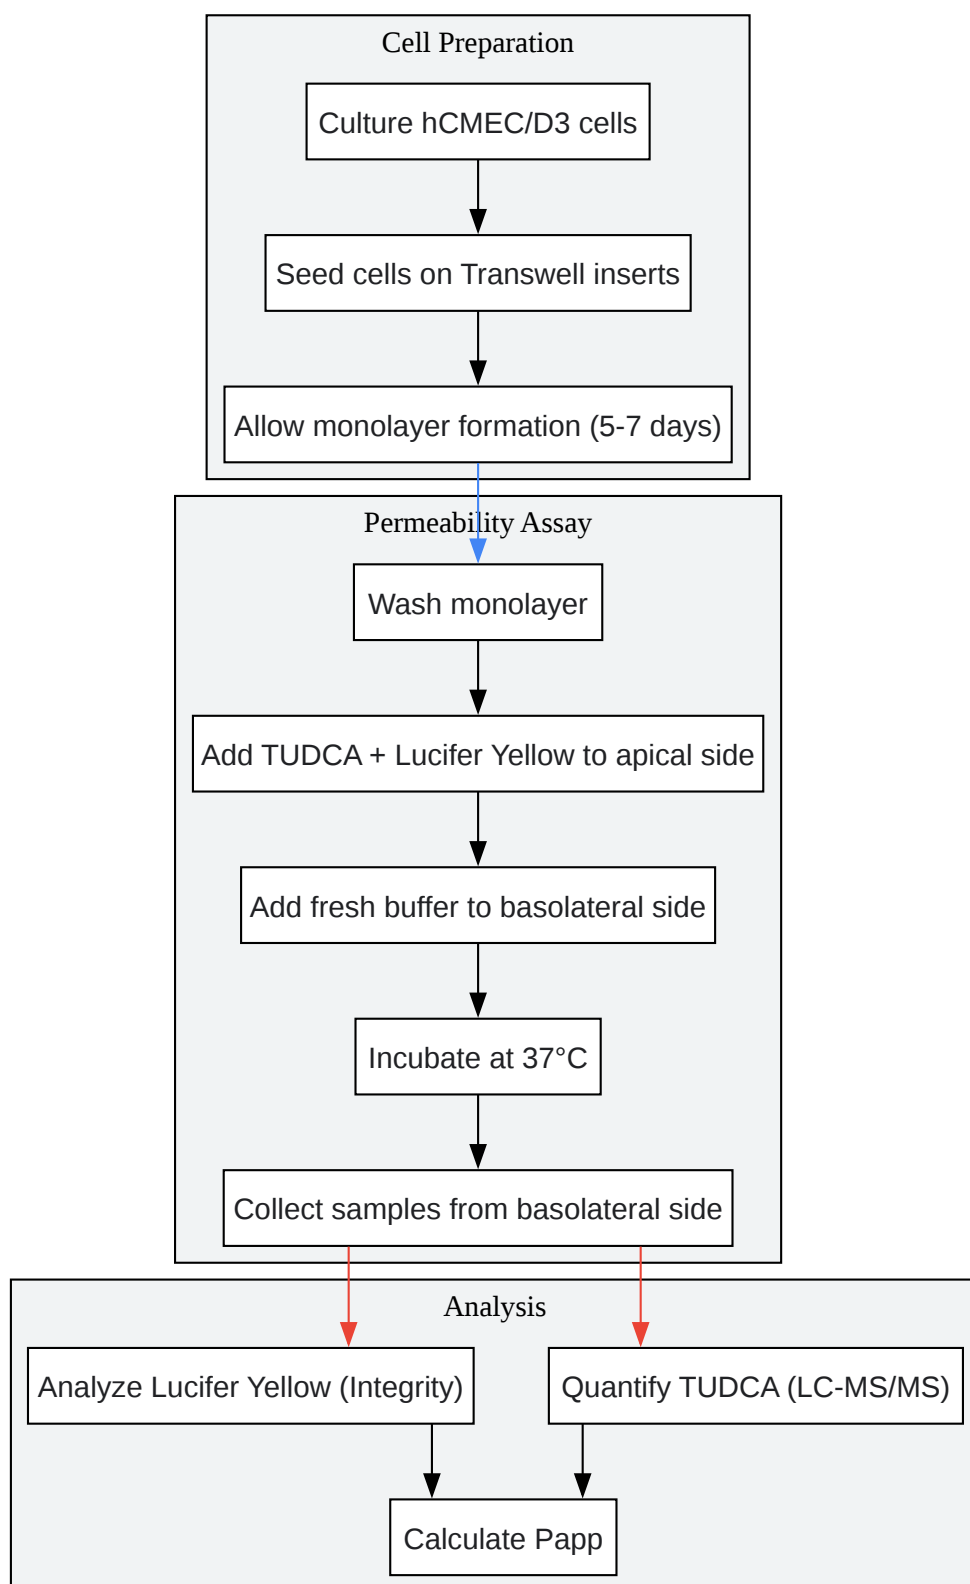 Cell Preparation
Culture hCMEC/D3 cells
Seed cells on Transwell inserts
Allow monolayer formation (5-7 days)
Permeability Assay
Wash monolayer
Add TUDCA + Lucifer Yellow to apical side
Add fresh buffer to basolateral side
Incubate at 37°C
Collect samples from basolateral side
Analysis
Analyze Lucifer Yellow (Integrity)
Quantify TUDCA (LC-MS/MS)
Calculate Papp